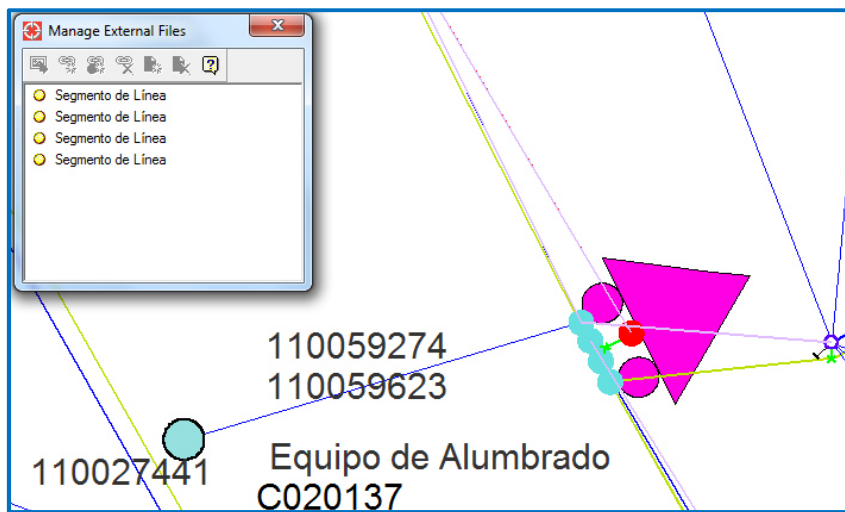 Manage External Files
Segmento de Línea
Segmento de Línea
Segmento de Línea
Segmento de Línea
110059274
110059623
110027441
Equipo de Alumbrado
C020137